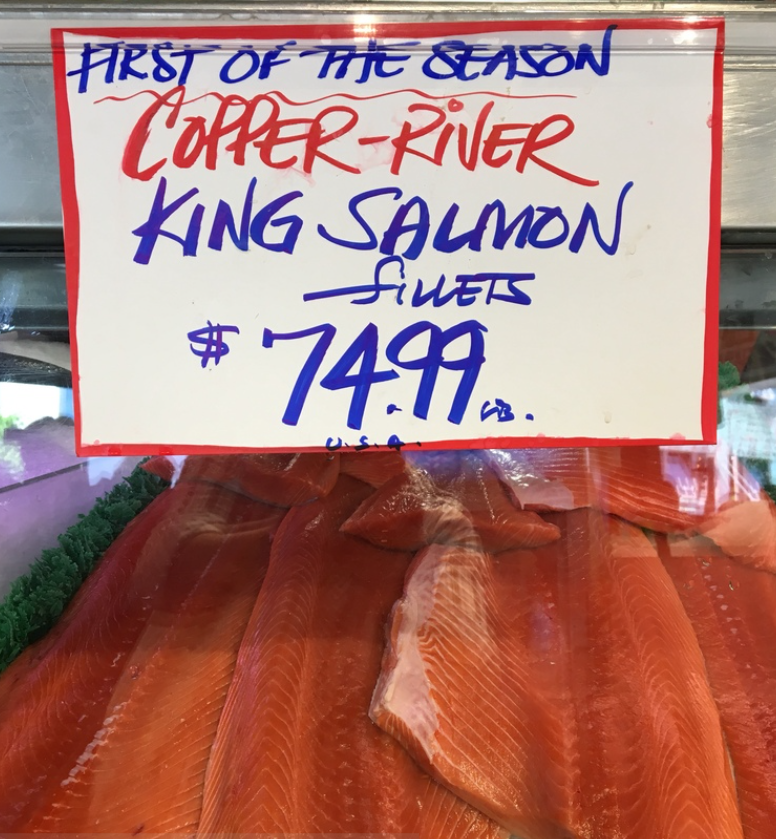 FIRST OF THE SEASON
COPPER-RIVER
KING SALMON
fiLLETS
$ 74.99 LB.
U.S.A.